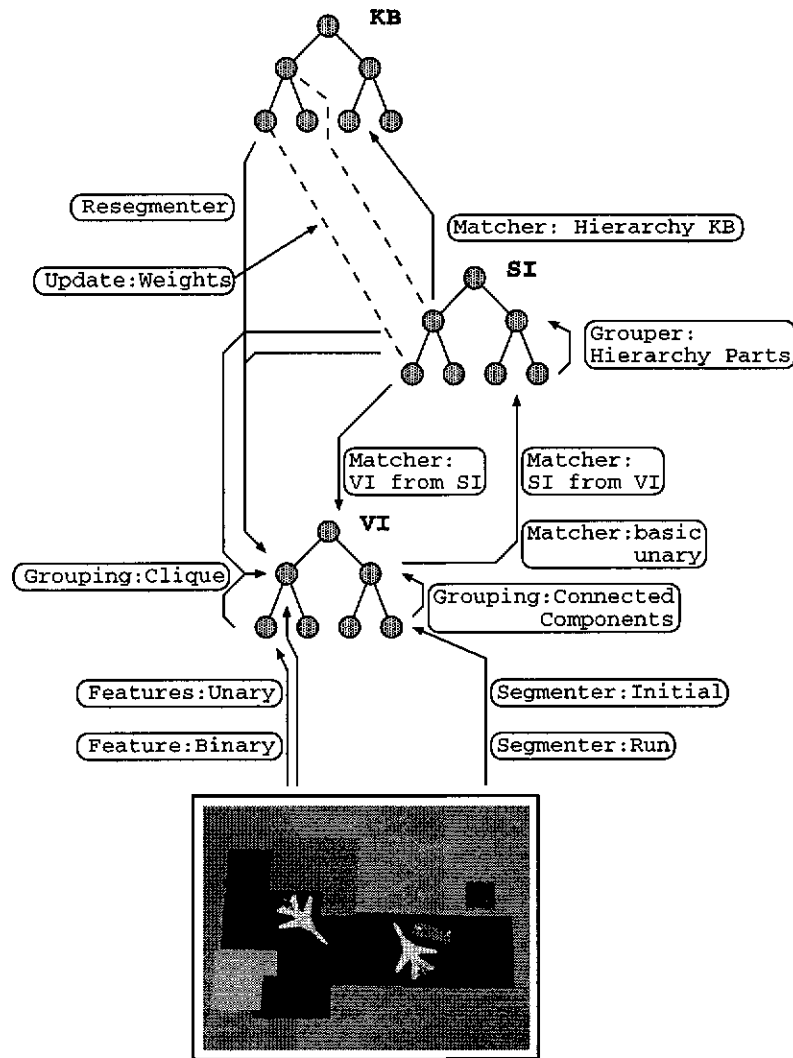 KB
Resegmenter
Matcher: Hierarchy KB
Update:Weights
SI
Grouper:
Hierarchy Parts
Matcher:
VI from SI
Matcher:
SI from VI
VI
Matcher:basic
unary
Grouping:Clique
Grouping:Connected
Components
Features:Unary
Segmenter:Initial
Feature:Binary
Segmenter:Run